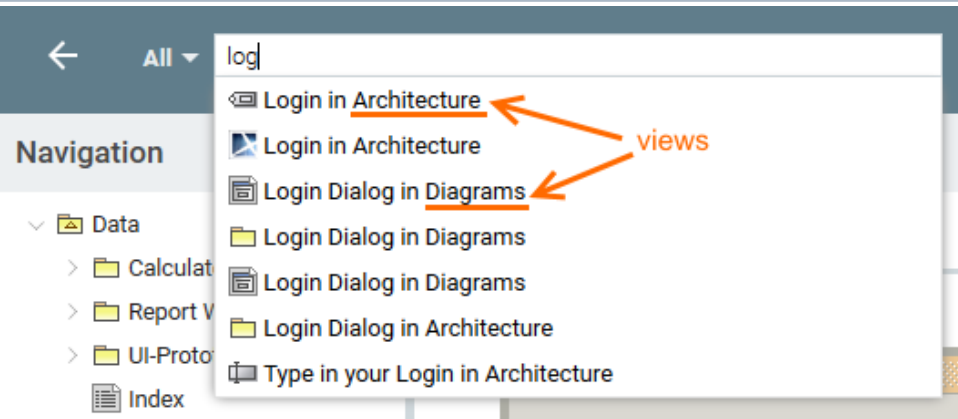 All log
Login in Architecture
views
Login in Architecture
Navigation
Login Dialog in Diagrams
Data
Login Dialog in Diagrams
Login Dialog in Diagrams
Report
Login Dialog in Architecture
Type in your Login in Architecture
Index